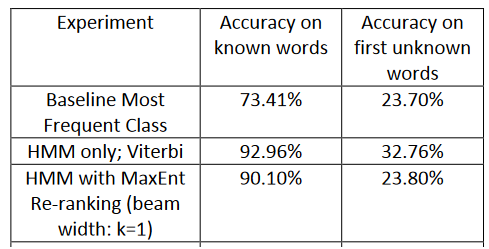 Experiment Accuracy on Accuracy on
known words first unknown
words
Baseline Most 73.41% 23.70%
Frequent Class
HMM only; Viterbi 92.96% 32.76%
HMM with MaxEnt 90.10% 23.80%
Re-ranking (beam
width: k=1)